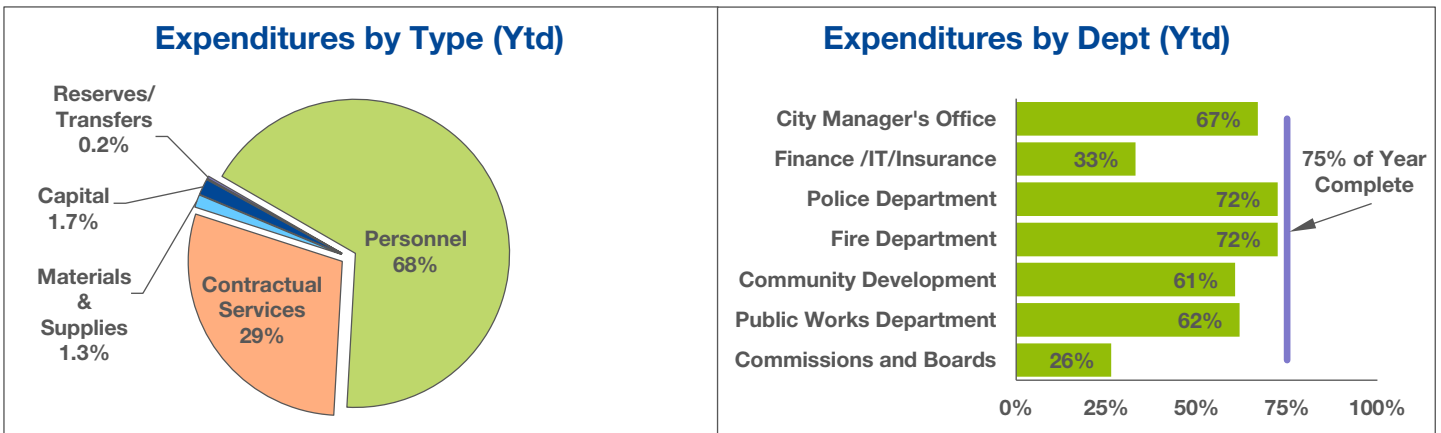 Expenditures by Type (Ytd)
Reserves/
Transfers
0.2%
Capital
1.7%
Materials
&
Supplies
1.3%
Personnel
68%
Contractual
Services
29%
Expenditures by Dept (Ytd)
City Manager's Office
67%
Finance /IT/Insurance
33%
Police Department
72%
Fire Department
72%
Community Development
61%
Public Works Department
62%
Commissions and Boards
26%
75% of Year
Complete
0% 25% 50% 75% 100%